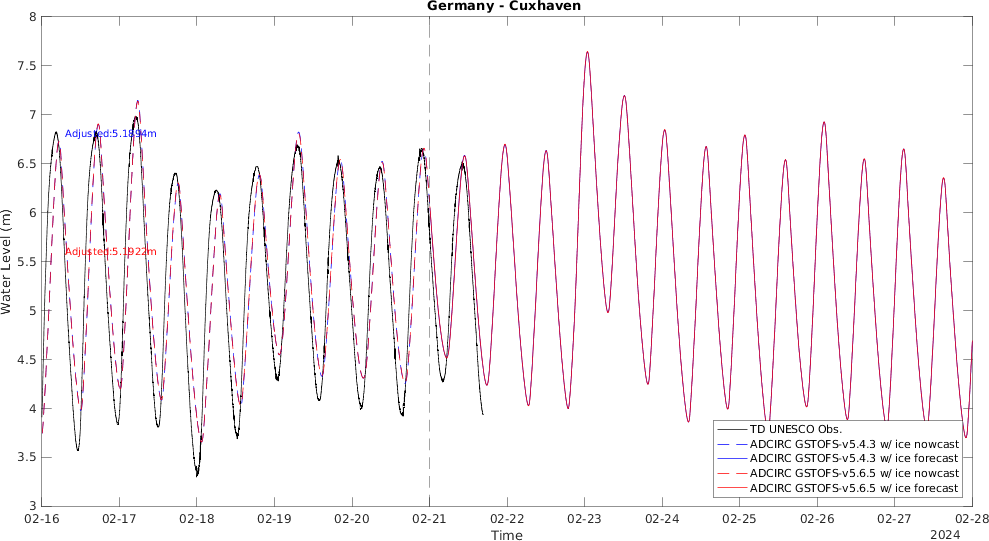 Germany - Cuxhaven
8
7.5
7
6.5
6
5.5
5
4.5
4
3.5
3
Water Level (m)
Adjusted:5.1894m
Adjusted:5.1922m
TD UNESCO Obs.
ADCIRC GSTOFS-v5.4.3 w/ ice nowcast
ADCIRC GSTOFS-v5.4.3 w/ ice forecast
ADCIRC GSTOFS-v5.6.5 w/ ice nowcast
ADCIRC GSTOFS-v5.6.5 w/ ice forecast
02-16 02-17 02-18 02-19 02-20 02-21 02-22 02-23 02-24 02-25 02-26 02-27 02-28
Time
2024